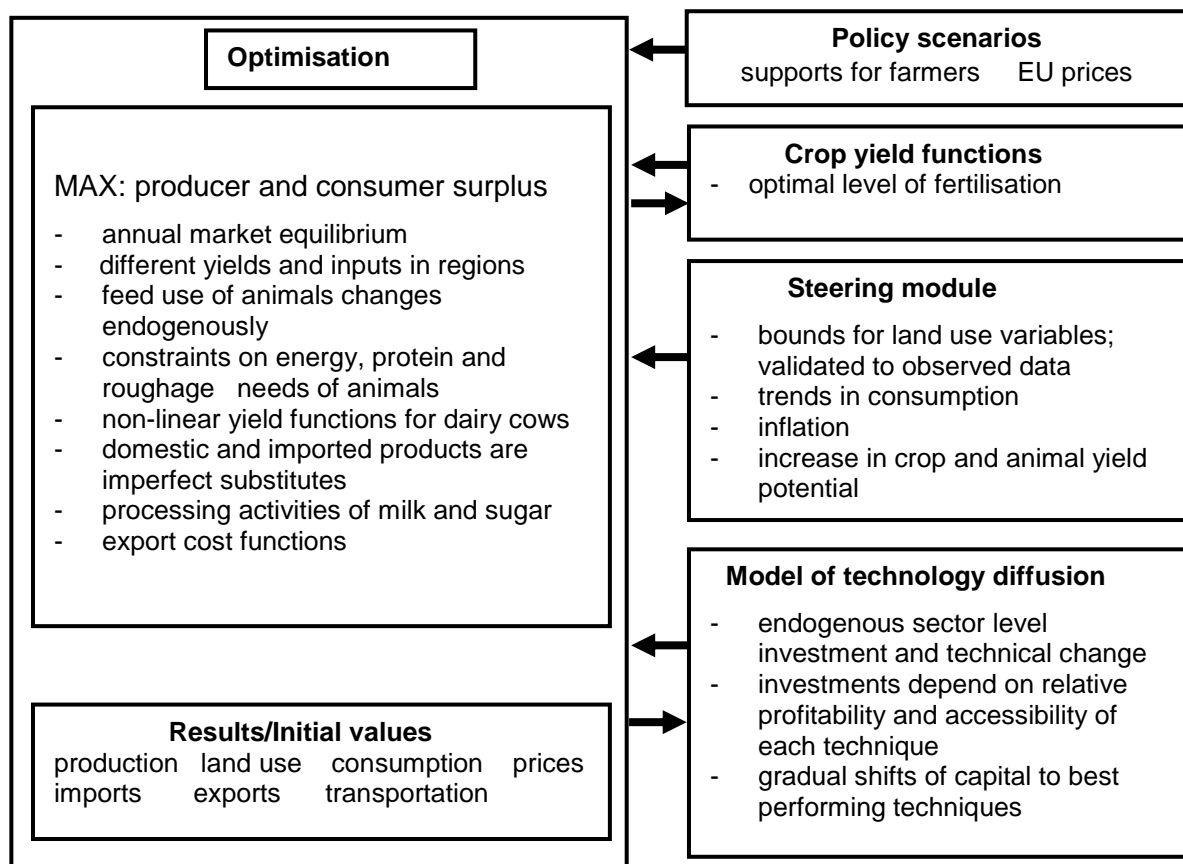 Optimisation
MAX: producer and consumer surplus
- annual market equilibrium
- different yields and inputs in regions
- feed use of animals changes
endogenously
- constraints on energy, protein and
roughage needs of animals
- non-linear yield functions for dairy cows
- domestic and imported products are
imperfect substitutes
- processing activities of milk and sugar
- export cost functions
Results/Initial values
production land use consumption prices
imports exports transportation
Policy scenarios
supports for farmers EU prices
Crop yield functions
- optimal level of fertilisation
Steering module
- bounds for land use variables;
validated to observed data
- trends in consumption
- inflation
- increase in crop and animal yield
potential
Model of technology diffusion
- endogenous sector level
investment and technical change
- investments depend on relative
profitability and accessibility of
each technique
- gradual shifts of capital to best
performing techniques